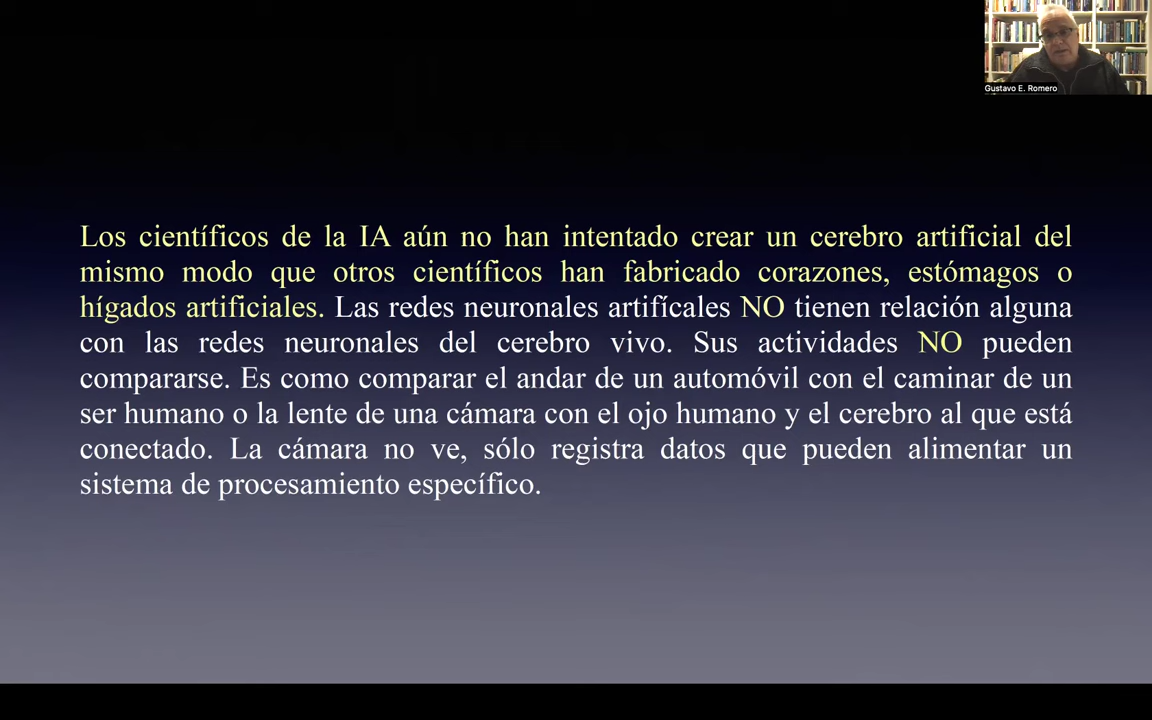 Gustavo E. Romero
Los científicos de la IA aún no han intentado crear un cerebro artificial del
mismo modo que otros científicos han fabricado corazones, estómagos o
hígados artificiales. Las redes neuronales artifícales NO tienen relación alguna
con las redes neuronales del cerebro vivo. Sus actividades NO pueden
compararse. Es como comparar el andar de un automóvil con el caminar de un
ser humano o la lente de una cámara con el ojo humano y el cerebro al que está
conectado. La cámara no ve, sólo registra datos que pueden alimentar un
sistema de procesamiento específico.